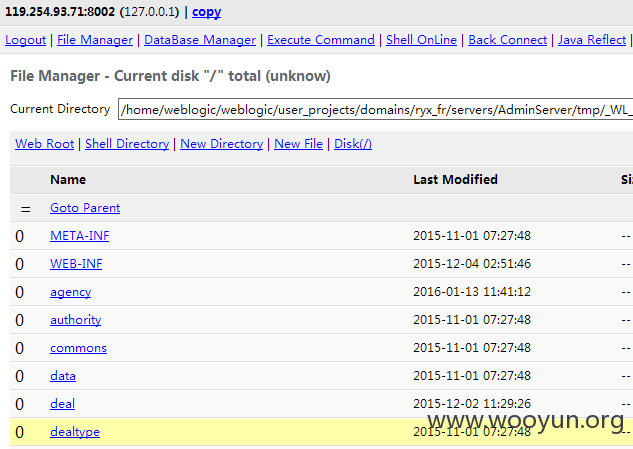 119.254.93.71:8002 (127.0.0.1) | copy
Logout | File Manager | DataBase Manager | Execute Command | Shell OnLine | Back Connect | Java Reflect |
File Manager - Current disk "/" total (unknow)
Current Directory /home/weblogic/weblogic/user_projects/domains/ryx_fr/servers/AdminServer/tmp/_WL_
Web Root | Shell Directory | New Directory | New File | Disk(/)
Name Last Modified Si
= Goto Parent
0 META-INF 2015-11-01 07:27:48 --
0 WEB-INF 2015-12-04 02:51:46 --
0 agency 2016-01-13 11:41:12 --
0 authority 2015-11-01 07:27:48 --
0 commons 2015-11-01 07:27:48 --
0 data 2015-11-01 07:27:48 --
0 deal 2015-12-02 11:29:26 --
0 dealtype 2015-11-01 07:27:48 --
www.wooyun.org